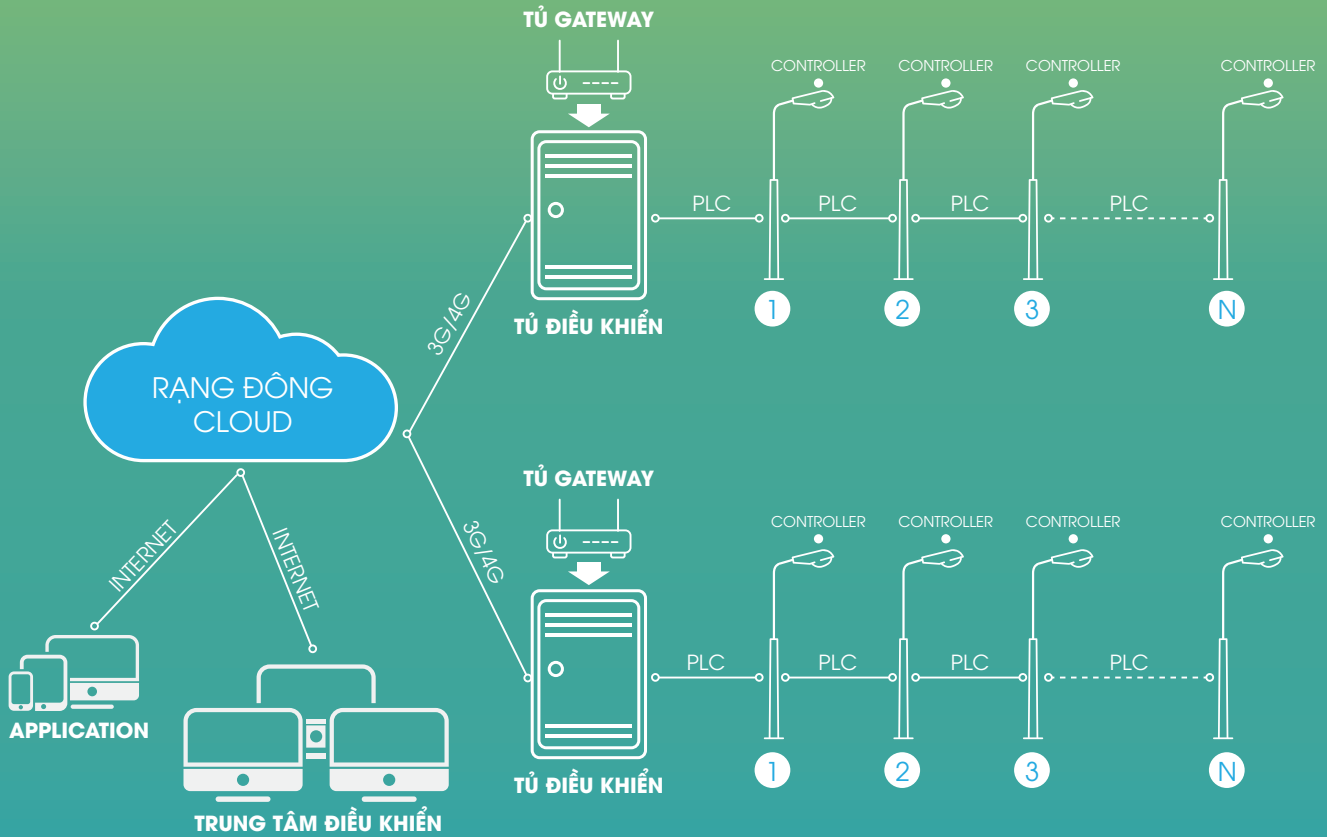 TỦ GATEWAY
CONTROLLER
CONTROLLER
CONTROLLER
CONTROLLER
PLC
PLC
PLC
PLC
1
2
3
N
TỦ ĐIỀU KHIỂN
3G/4G
RẠNG ĐÔNG
CLOUD
3G/4G
TỦ GATEWAY
CONTROLLER
CONTROLLER
CONTROLLER
CONTROLLER
PLC
PLC
PLC
PLC
1
2
3
N
TỦ ĐIỀU KHIỂN
INTERNET
INTERNET
APPLICATION
TRUNG TÂM ĐIỀU KHIỂN